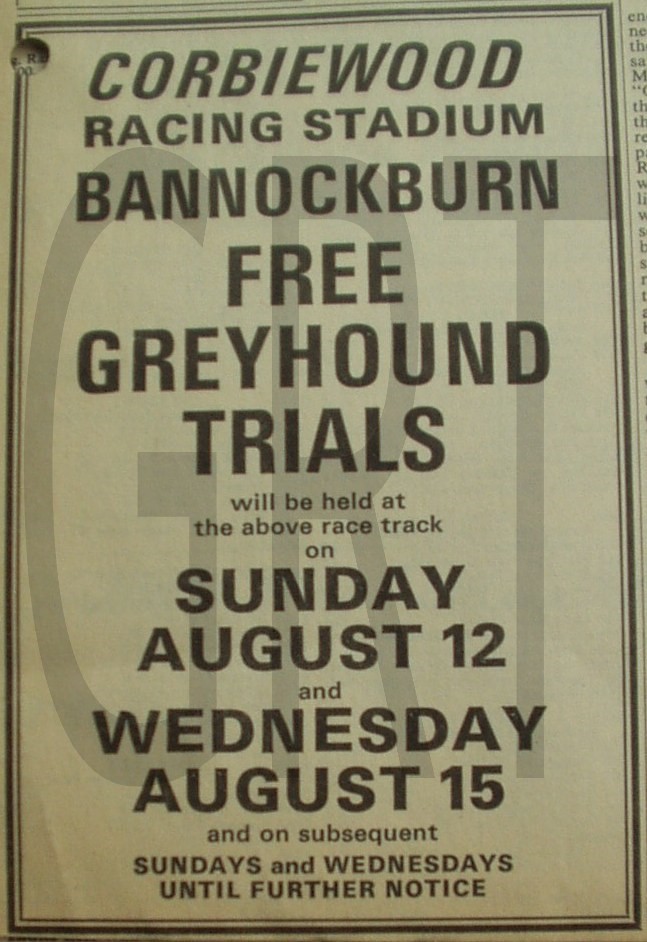 CORBIEWOOD
RACING STADIUM
BANNOCKBURN
FREE
GREYHOUND
TRIALS
will be held at
the above race track
on
SUNDAY
AUGUST 12
and
WEDNESDAY
AUGUST 15
and on subsequent
SUNDAYS and WEDNESDAYS
UNTIL FURTHER NOTICE
GRT